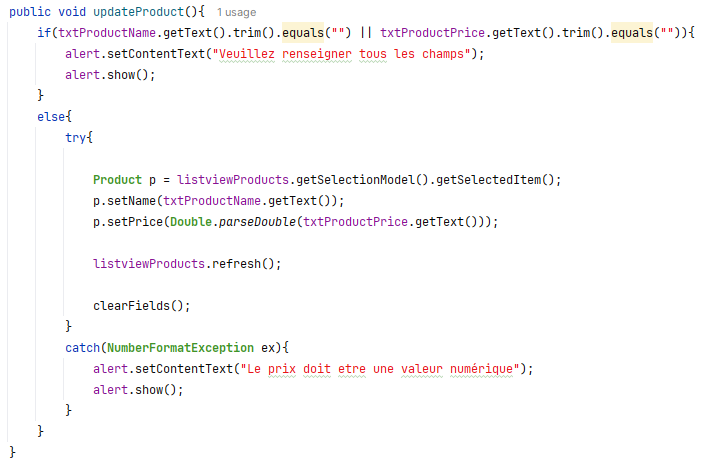 public void updateProduct(){ 1 usage
if(txtProductName.getText().trim().equals("") || txtProductPrice.getText().trim().equals("")){
alert.setContentText("Veuillez renseigner tous les champs");
alert.show();
}
else{
try{
Product p = listviewProducts.getSelectionModel().getSelectedItem();
p.setName(txtProductName.getText());
p.setPrice(Double.parseDouble(txtProductPrice.getText()));
listviewProducts.refresh();
clearFields();
}
catch(NumberFormatException ex){
alert.setContentText("Le prix doit etre une valeur numérique");
alert.show();
}
}
}